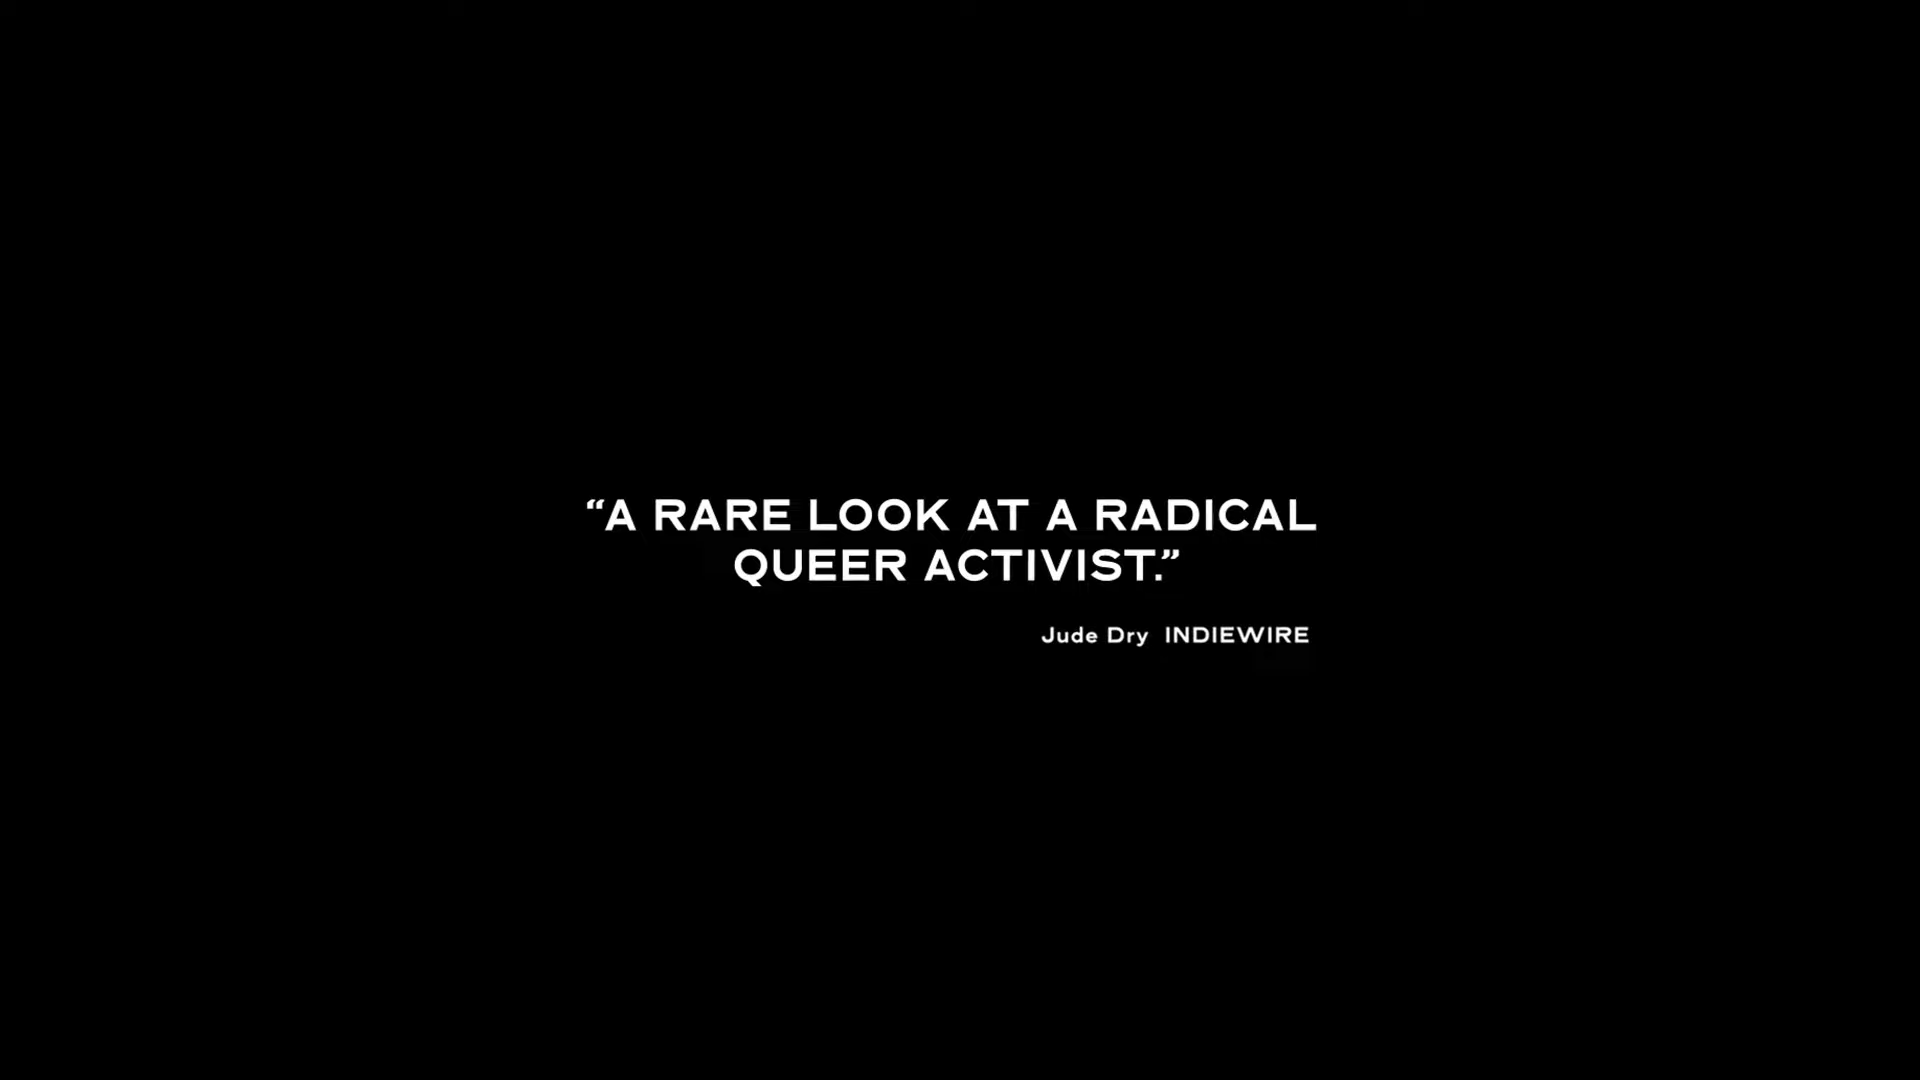 “A RARE LOOK AT A RADICAL
QUEER ACTIVIST.”
Jude Dry INDIEWIRE